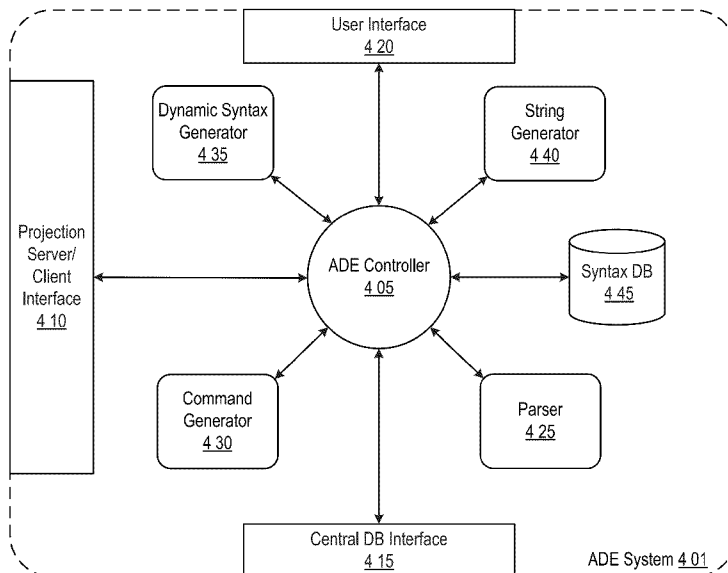 User Interface
4 20
Dynamic Syntax
Generator
4 35
String
Generator
4 40
Projection
Server/
Client
Interface
4 10
ADE Controller
4 05
Syntax DB
4 45
Command
Generator
4 30
Parser
4 25
Central DB Interface
4 15
ADE System 4 01